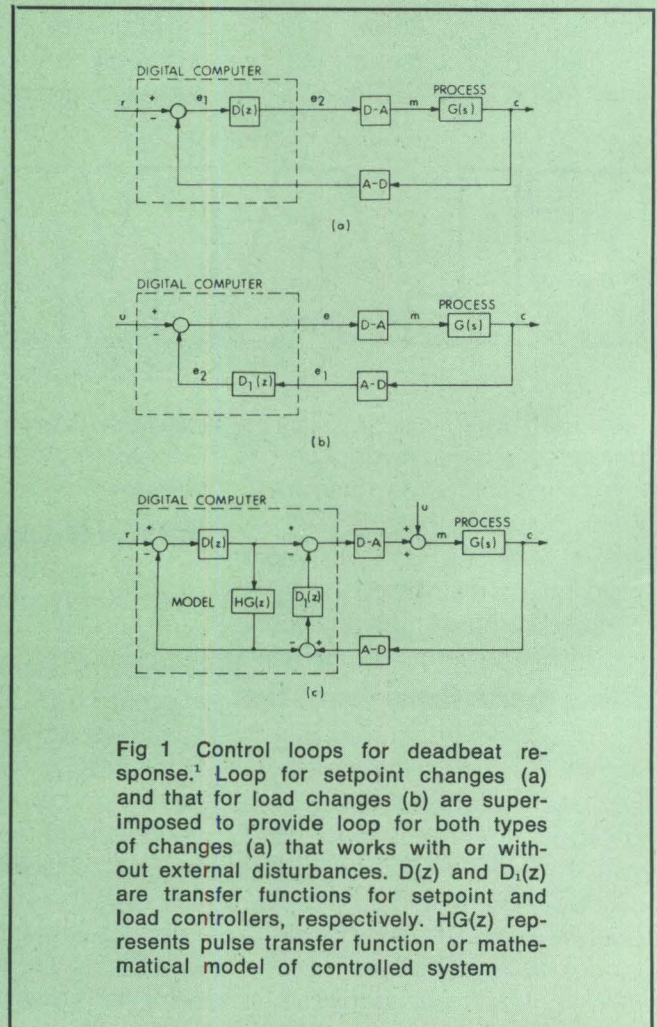 DIGITAL COMPUTER
r + - e₁ D(z) e₂ D-A m PROCESS G(s) c
A-D
(a)
DIGITAL COMPUTER
u + - e D-A m PROCESS G(s) c
e₂ D₁(z) e₁ A-D
(b)
DIGITAL COMPUTER
u
r + - D(z) + - D-A + + m PROCESS G(s) c
MODEL HG(z) D₁(z)
- + A-D
(c)
Fig 1 Control loops for deadbeat re-
sponse.¹ Loop for setpoint changes (a)
and that for load changes (b) are super-
imposed to provide loop for both types
of changes (a) that works with or with-
out external disturbances. D(z) and D₁(z)
are transfer functions for setpoint and
load controllers, respectively. HG(z) rep-
resents pulse transfer function or mathe-
matical model of controlled system